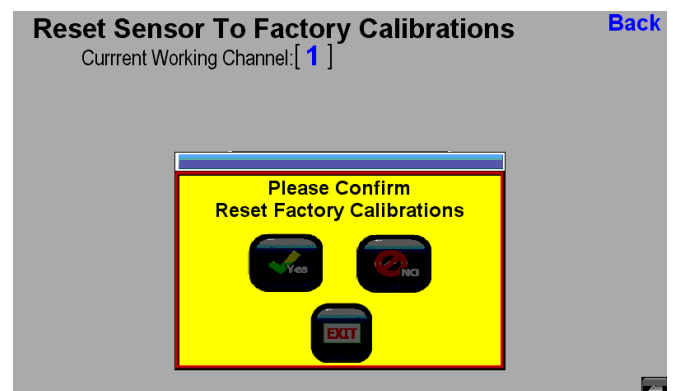 Reset Sensor To Factory Calibrations
Back
Currrent Working Channel:[ 1 ]
Please Confirm
Reset Factory Calibrations
Yes
NO
EXIT